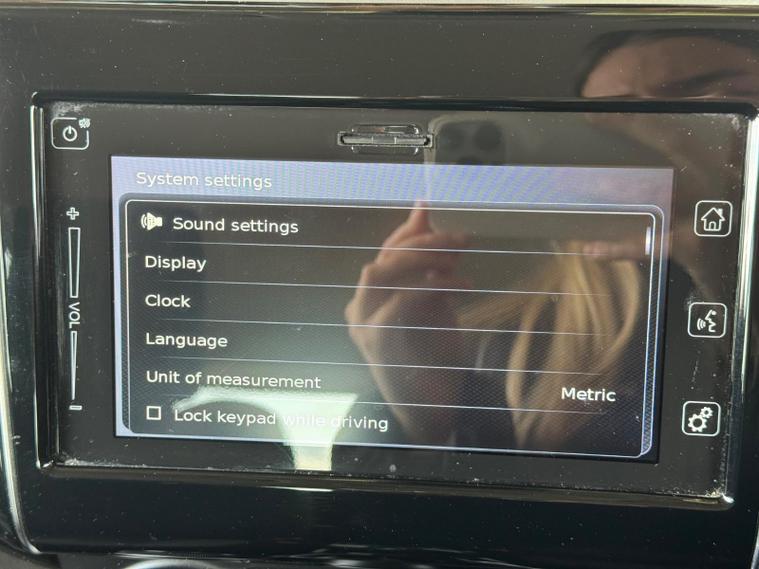 System settings
Sound settings
Display
Clock
Language
Unit of measurement
Metric
Lock keypad while driving
+
VOL
-